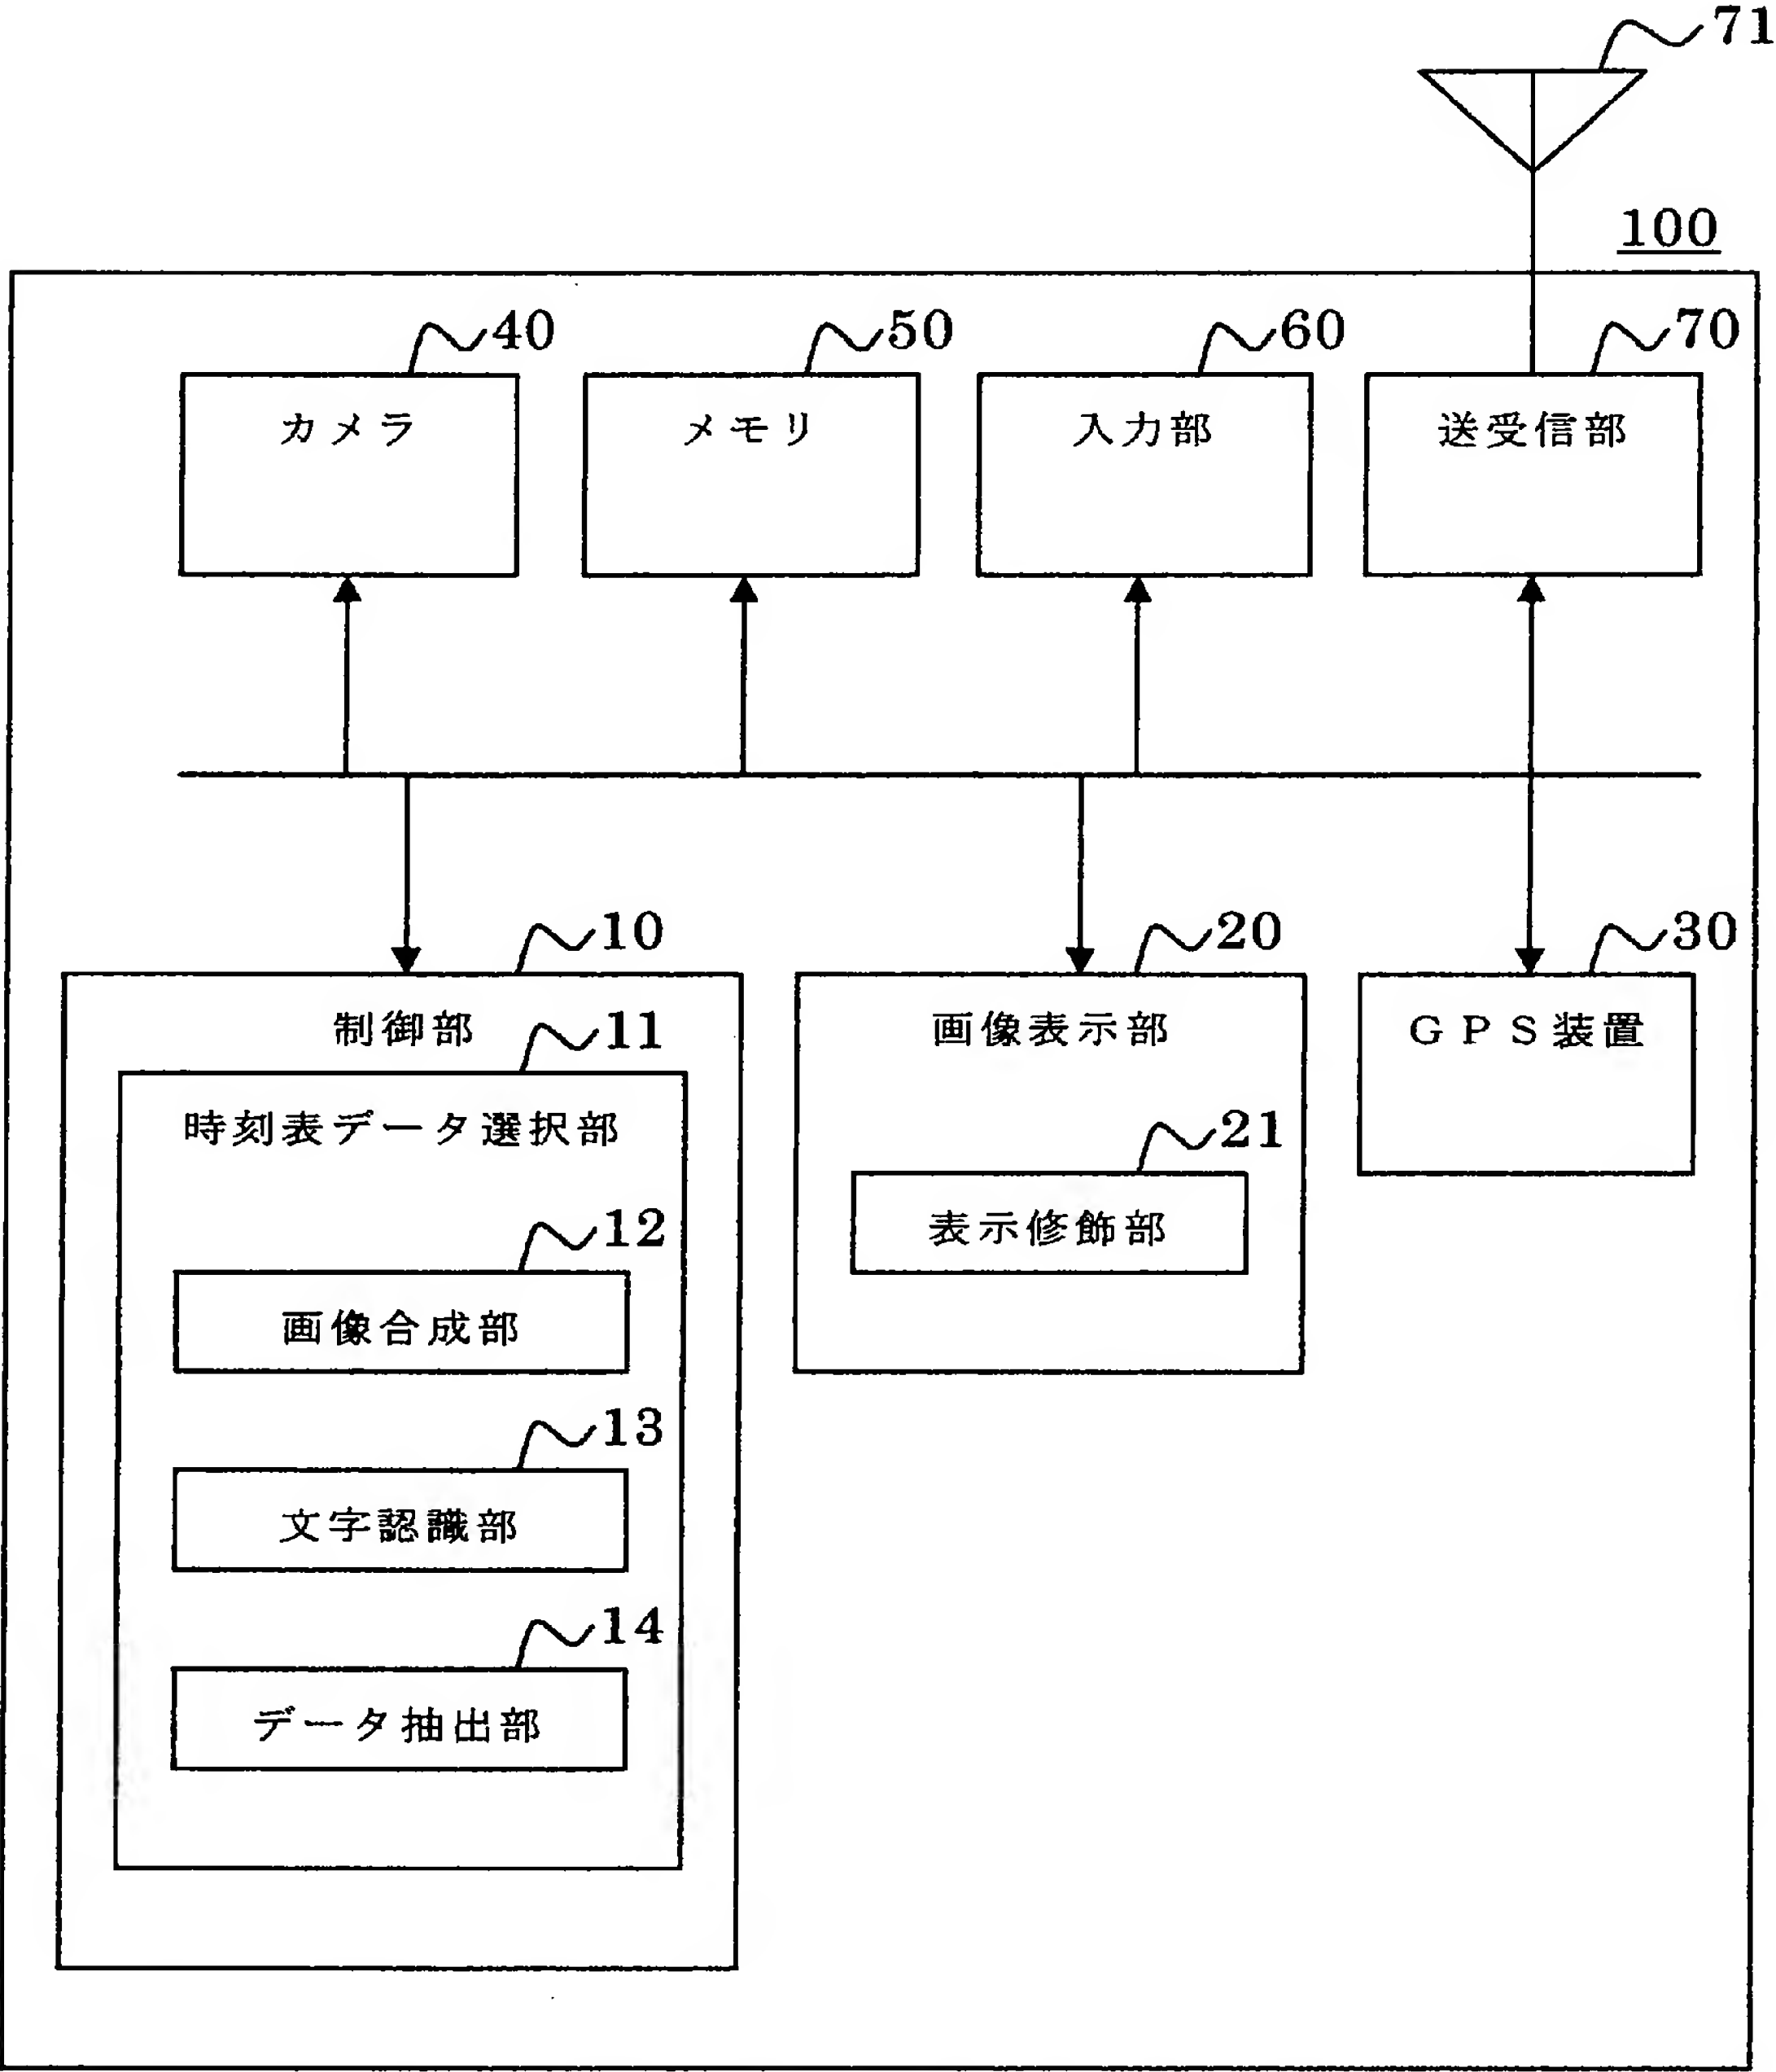 71
100
40
50
60
70
カメラ
メモリ
入力部
送受信部
10
20
30
制御部
画像表示部
GPS装置
11
時刻表データ選択部
21
表示修飾部
12
画像合成部
13
文字認識部
14
データ抽出部